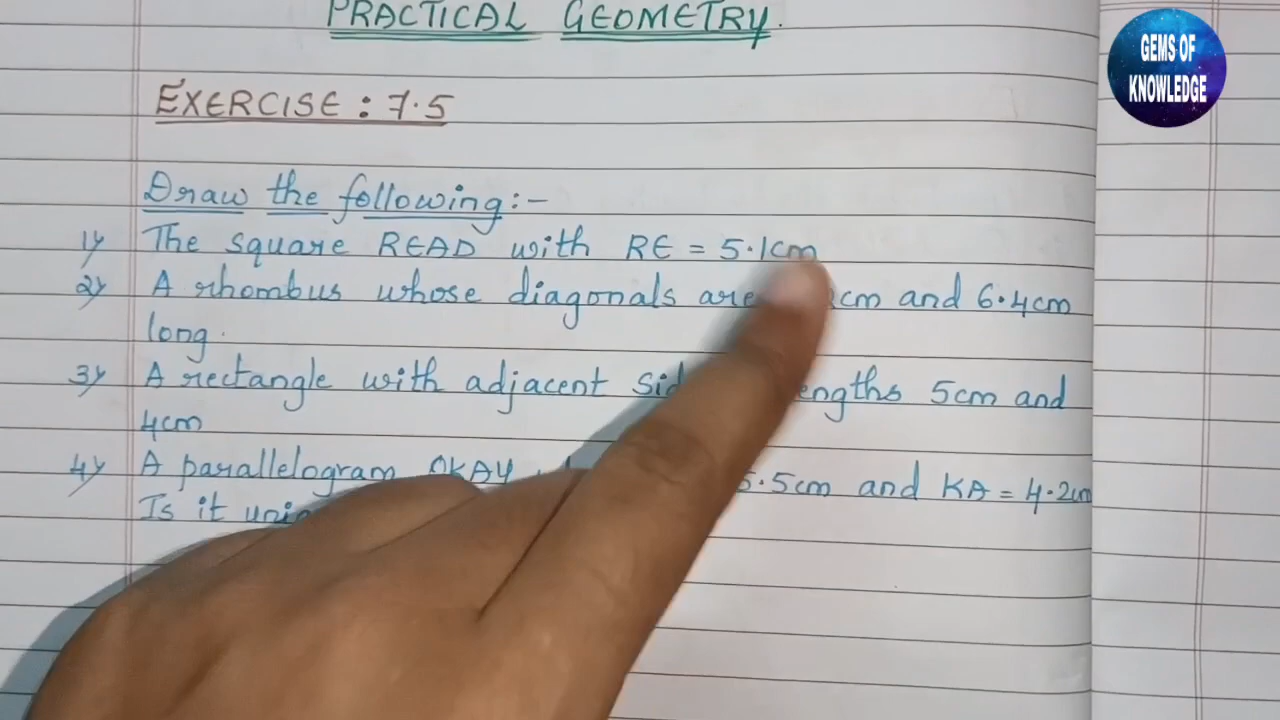 PRACTICAL GEOMETRY.
GEMS OF
KNOWLEDGE
EXERCISE : 7.5
Draw the following:-
1) The square READ with RE = 5.1cm
2) A rhombus whose diagonals are cm and 6.4cm
long.
3) A rectangle with adjacent 5cm and
4cm
4) A parallelogram OKAY 5.5cm and KA = 4.2cm
Is it